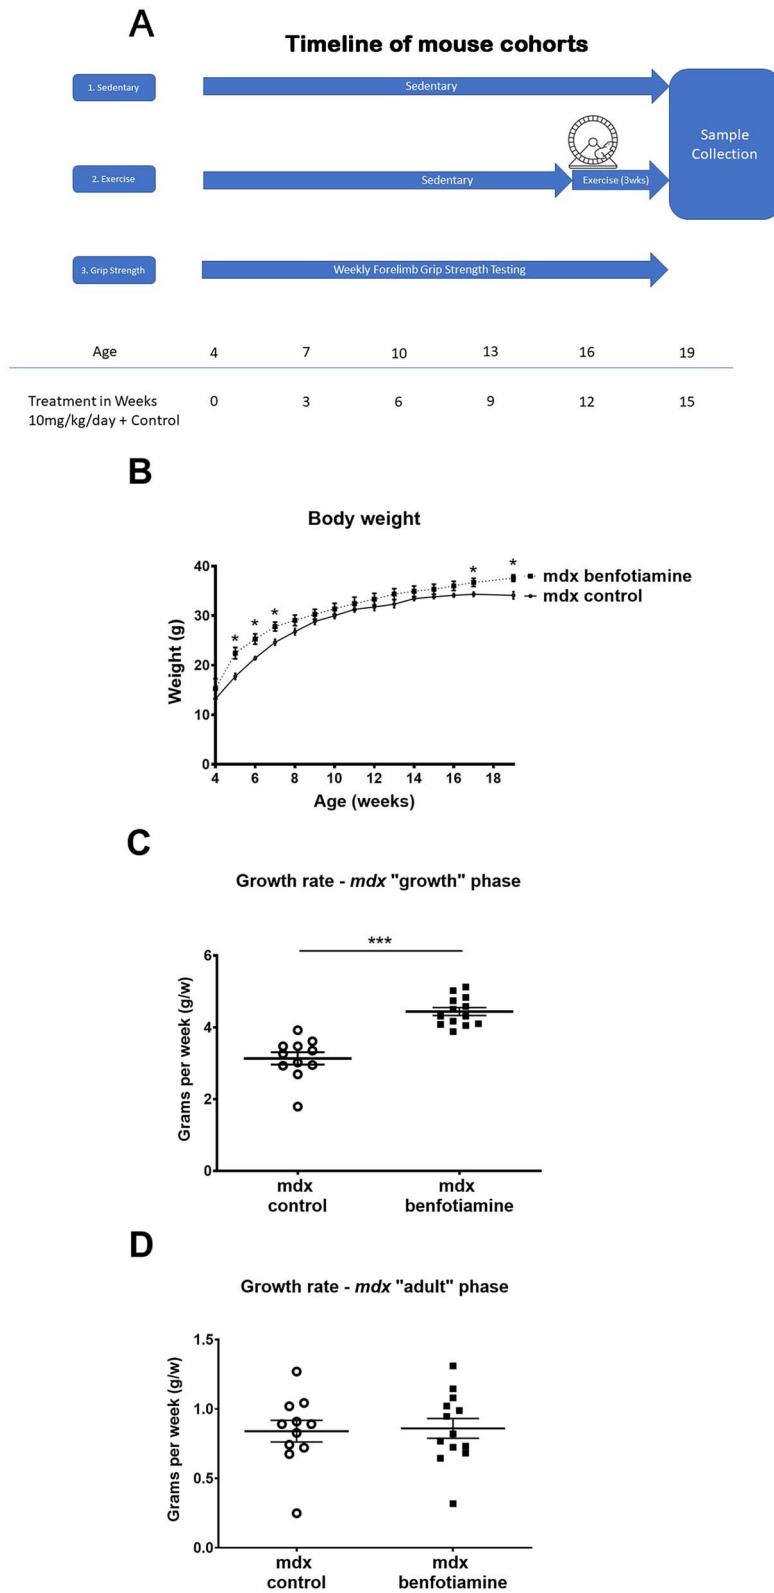 A
Timeline of mouse cohorts
1. Sedentary
Sedentary
Sample
Collection
2. Exercise
Sedentary
Exercise (3wks)
3. Grip Strength
Weekly Forelimb Grip Strength Testing
Age 4 7 10 13 16 19
Treatment in Weeks
10mg/kg/day + Control
0 3 6 9 12 15
B
Body weight
Weight (g)
40
30
20
10
0
* * * * *
mdx benfotiamine
mdx control
4 6 8 10 12 14 16 18
Age (weeks)
C
Growth rate - mdx "growth" phase
***
Grams per week (g/w)
6
4
2
0
mdx
control
mdx
benfotiamine
D
Growth rate - mdx "adult" phase
Grams per week (g/w)
1.5
1.0
0.5
0.0
mdx
control
mdx
benfotiamine